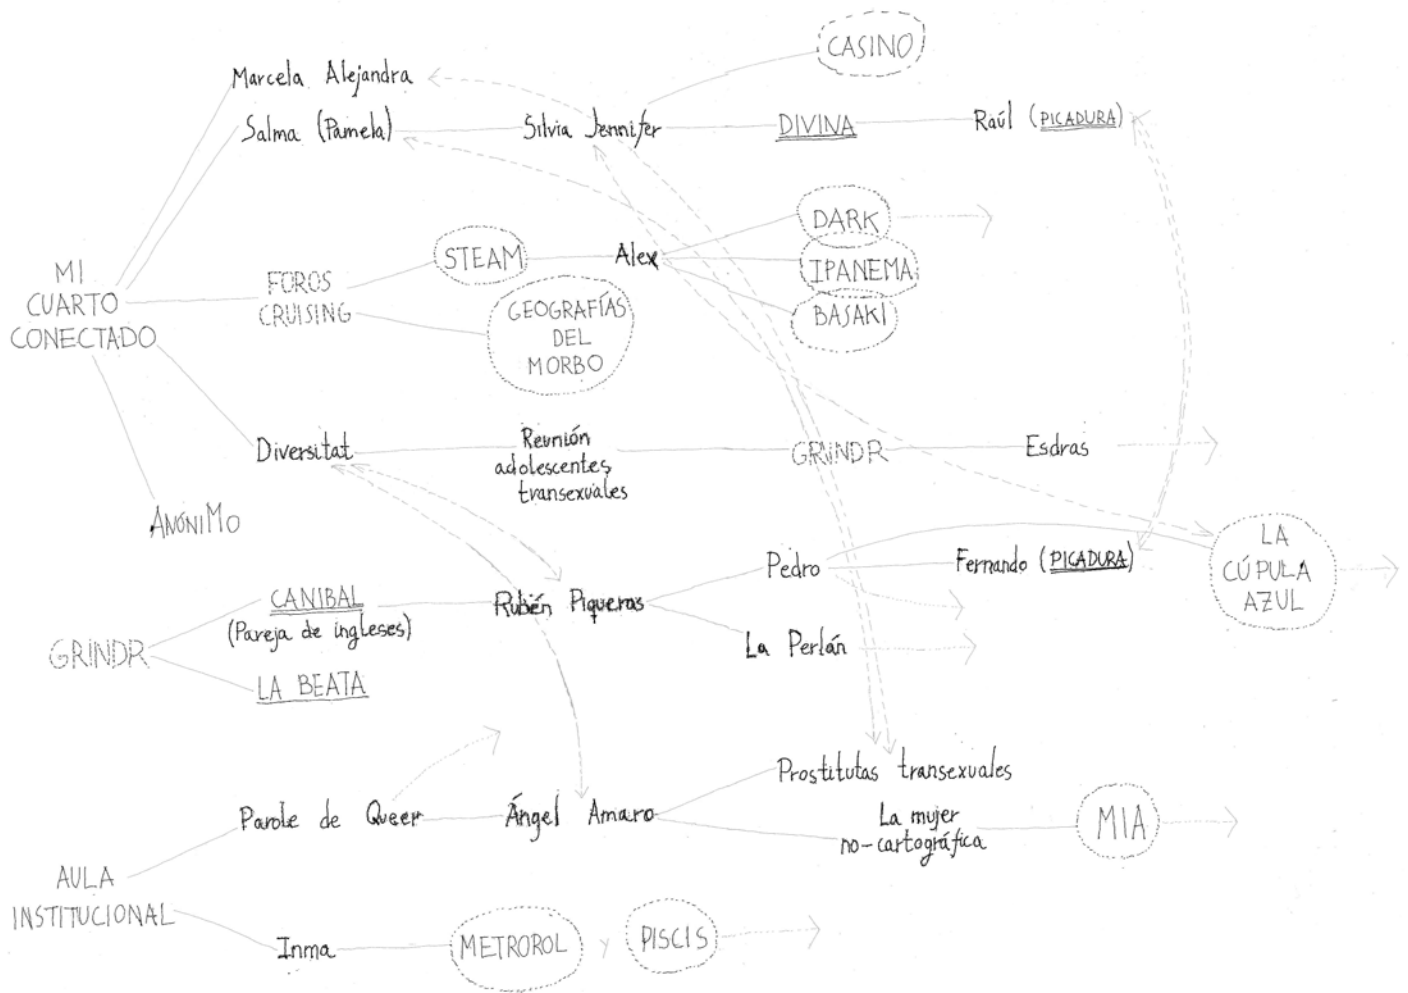 CASINO
Marcela Alejandra
Salma (Pamela)
Silvia Jennifer
DIVINA
Raúl (PICADURA)
DARK
STEAM
Alex
IPANEMA
BASAKI
MI
CUARTO
CONECTADO
FOROS
CRUISING
GEOGRAFÍAS
DEL
MORBO
Diversitat
Reunión
adolescentes
transexuales
GRINDR
Esdras
ANÓNIMO
LA
CÚPULA
AZUL
Pedro
Fernando (PICADURA)
CANIBAL
(Pareja de ingleses)
Rubén Piqueras
La Perlán
GRINDR
LA BEATA
Prostitutas transexuales
Parole de Queer
Ángel Amaro
La mujer
no-cartográfica
MIA
AULA
INSTITUCIONAL
Inma
METROROL
y
PISCIS